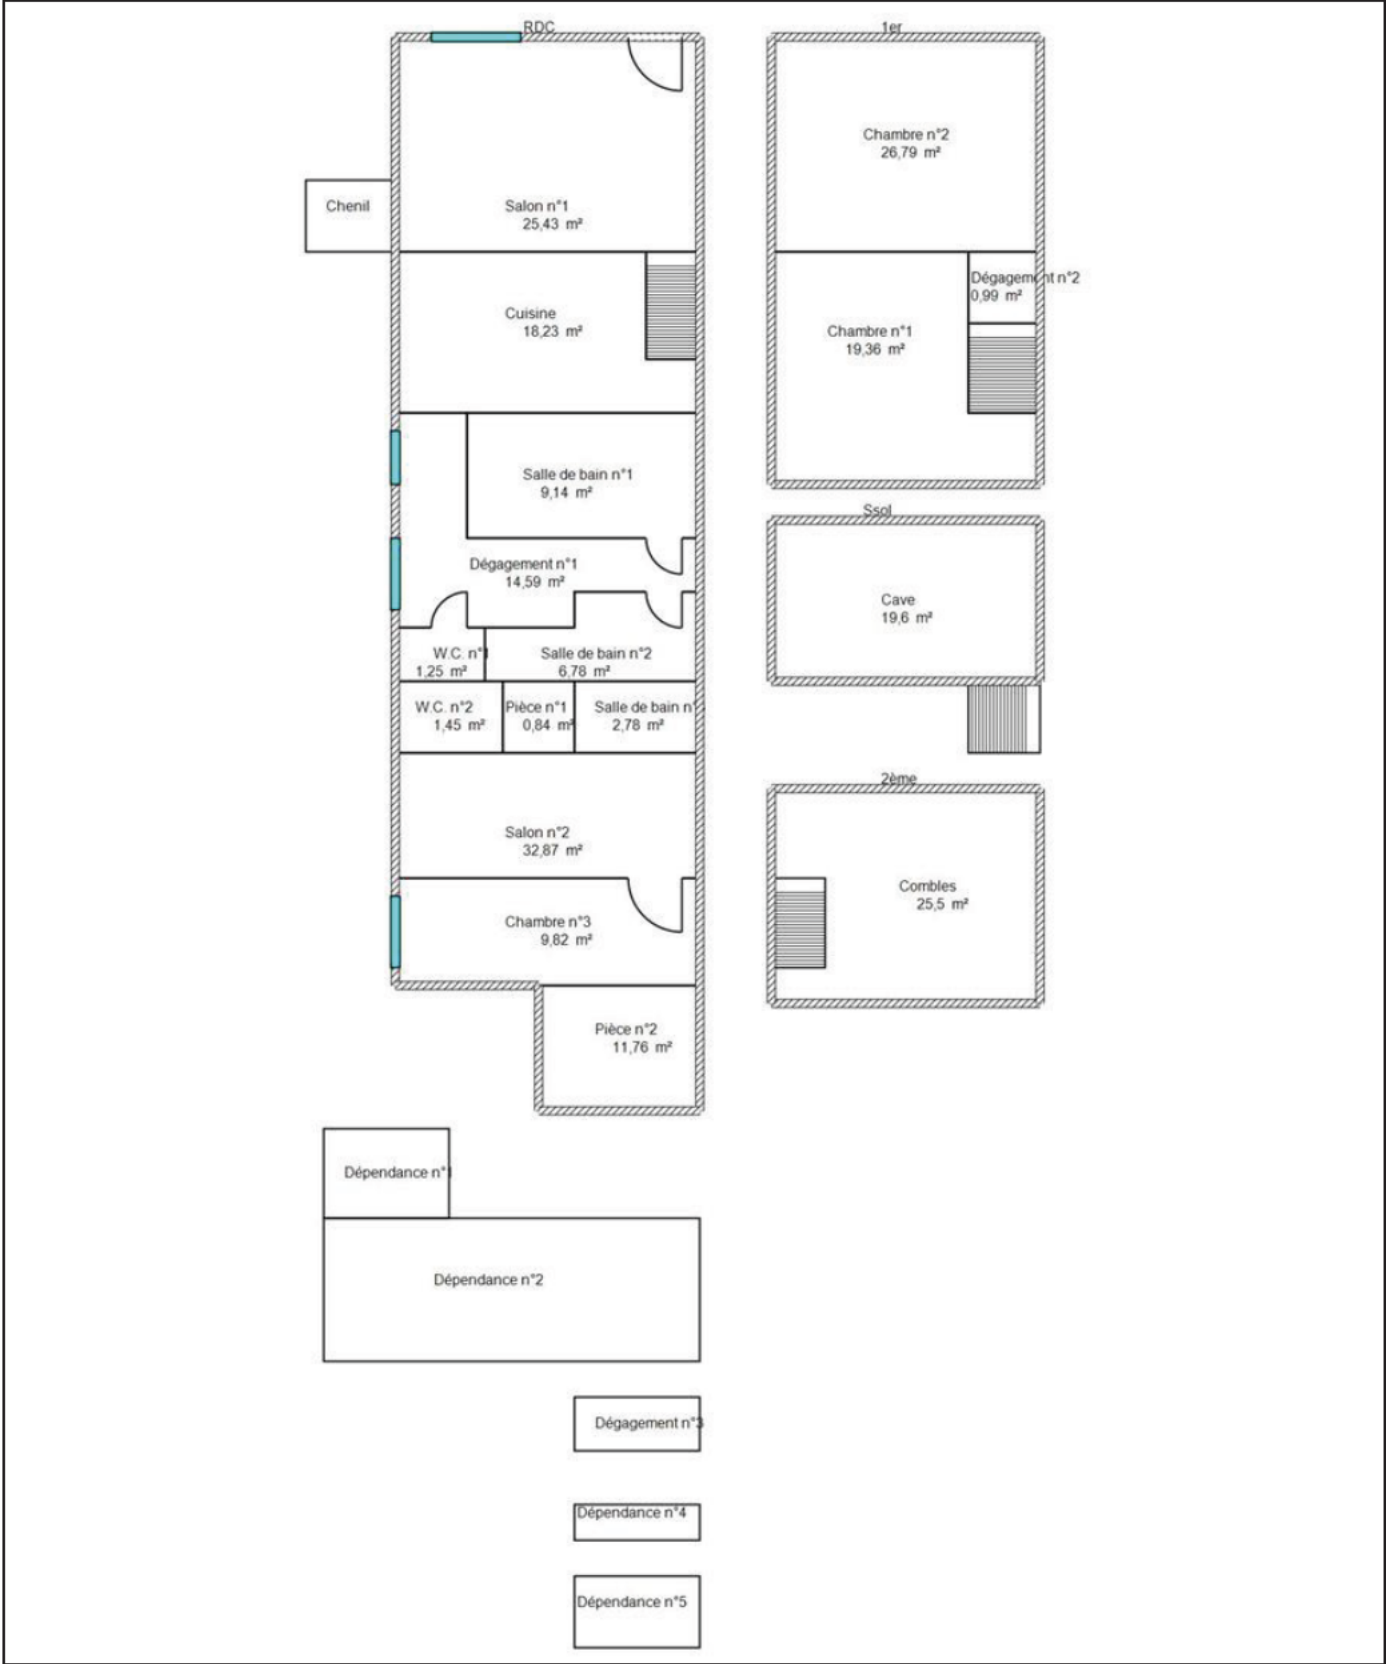 RDC
Chenil
Salon n°1
25,43 m²
Cuisine
18,23 m²
Salle de bain n°1
9,14 m²
Dégagement n°1
14,59 m²
W.C. n°1
1,25 m²
Salle de bain n°2
6,78 m²
W.C. n°2
1,45 m²
Pièce n°1
0,84 m²
Salle de bain n°
2,78 m²
Salon n°2
32,87 m²
Chambre n°3
9,82 m²
Pièce n°2
11,76 m²
Dépendance n°1
Dépendance n°2
Dégagement n°3
Dépendance n°4
Dépendance n°5
1er
Chambre n°2
26,79 m²
Dégagement n°2
0,99 m²
Chambre n°1
19,36 m²
Ssol
Cave
19,6 m²
2ème
Combles
25,5 m²